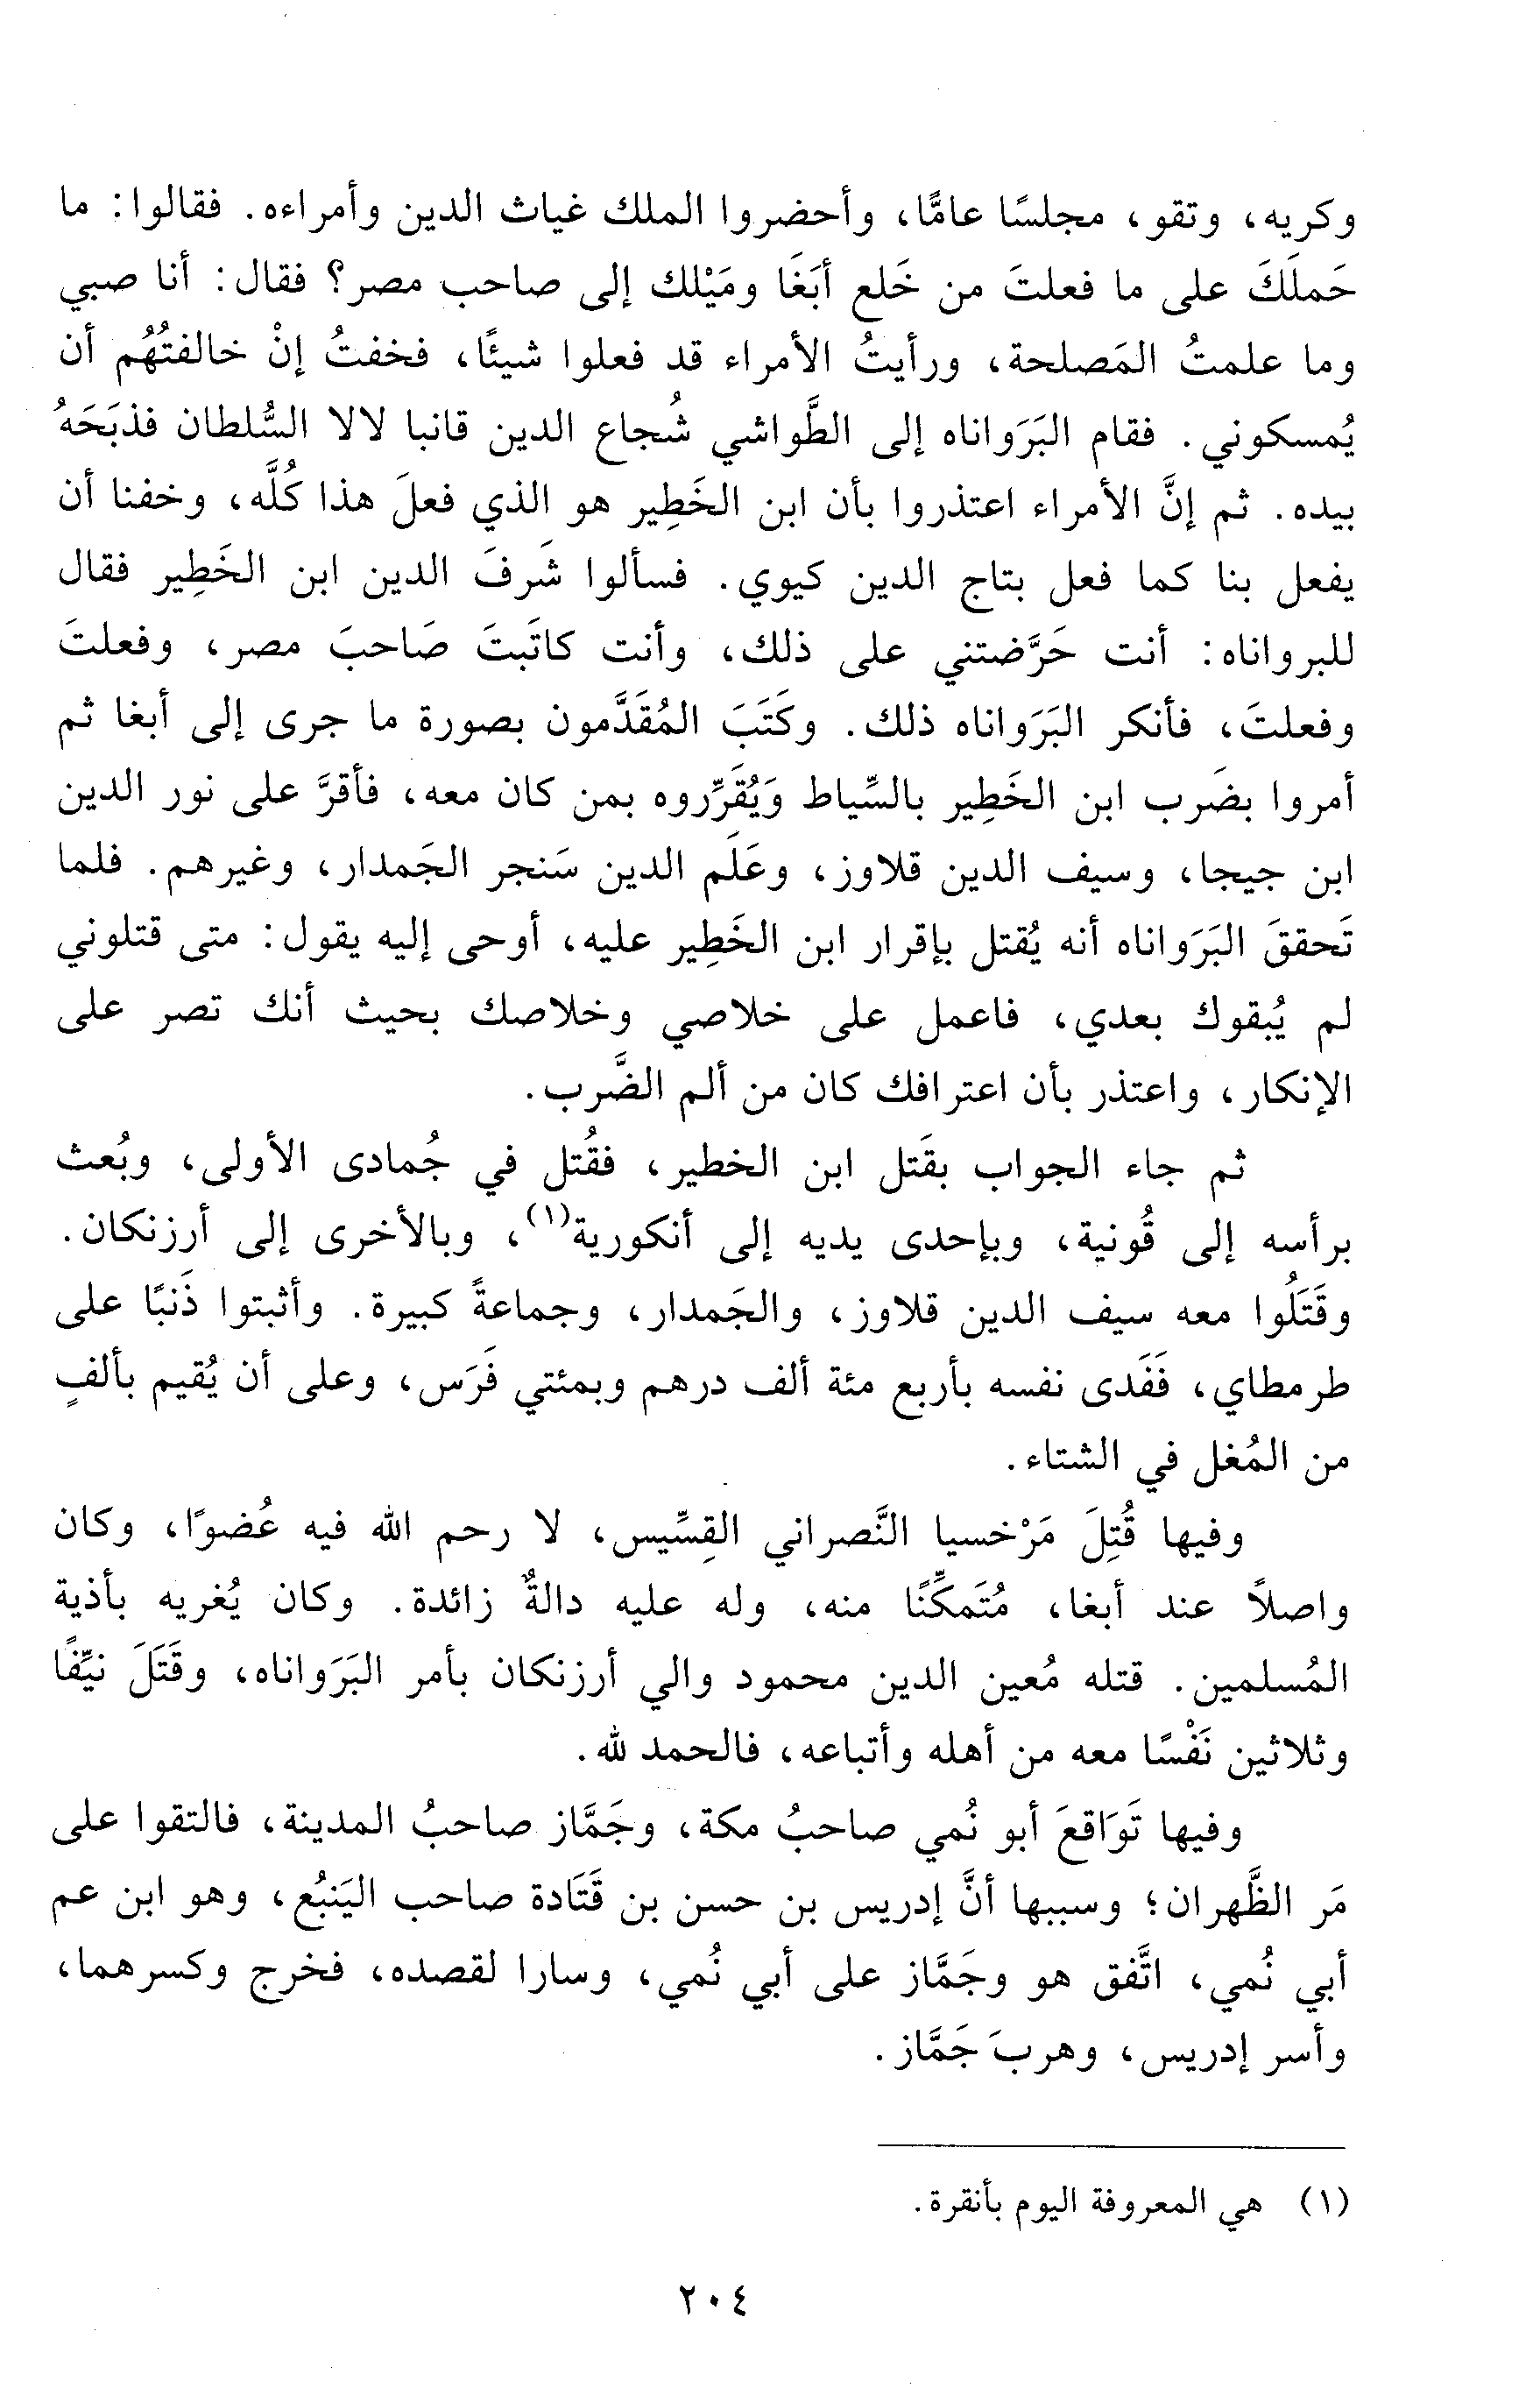 وكريه، وتقو، مجلسًا عامًّا، وأحضروا الملك غياث الدين وأمراءه. فقالوا: ما
حَملَكَ على ما فعلتَ من خَلع أبَغَا ومَيْلك إلى صاحب مصر؟ فقال: أنا صبي
وما علمتُ المَصلحة، ورأيتُ الأمراء قد فعلوا شيئًا، فخفتُ إنْ خالفتُهُم أن
يُمسكوني. فقام البَرَواناه إلى الطَّواشي شُجاع الدين قانبا لالا السُّلطان فذبَحَهُ
بيده. ثم إنَّ الأمراء اعتذروا بأن ابن الخَطِير هو الذي فعلَ هذا كُلَّه، وخفنا أن
يفعل بنا كما فعل بتاج الدين كيوي. فسألوا شَرفَ الدين ابن الخَطِير فقال
للبرواناه: أنت حَرَّضتني على ذلك، وأنت كاتَبتَ صَاحبَ مصر، وفعلتَ
وفعلتَ، فأنكر البَرَواناه ذلك. وكَتَبَ المُقَدَّمون بصورة ما جرى إلى أبغا ثم
أمروا بضَرب ابن الخَطِير بالسِّياط وَيُقَرِّروه بمن كان معه، فأقرَّ على نور الدين
ابن جيجا، وسيف الدين قلاوز، وعَلَم الدين سَنجر الجَمدار، وغيرهم. فلما
تَحققَ البَرَواناه أنه يُقتل بإقرار ابن الخَطِير عليه، أوحى إليه يقول: متى قتلوني
لم يُبقوك بعدي، فاعمل على خلاصي وخلاصك بحيث أنك تصر على
الإنكار، واعتذر بأن اعترافك كان من ألم الضَّرب.
ثم جاء الجواب بقَتل ابن الخطير، فقُتل في جُمادى الأولى، وبُعث
برأسه إلى قُونية، وبإحدى يديه إلى أنكورية(١)، وبالأخرى إلى أرزنكان.
وقَتَلُوا معه سيف الدين قلاوز، والجَمدار، وجماعةً كبيرة. وأثبتوا ذَنبًا على
طرمطاي، فَفَدى نفسه بأربع مئة ألف درهم وبمئتي فَرَس، وعلى أن يُقيم بألفٍ
من المُغل في الشتاء.
وفيها قُتِلَ مَرْخسيا النَّصراني القِسِّيس، لا رحم الله فيه عُضوًا، وكان
واصلاً عند أبغا، مُتَمكِّنًا منه، وله عليه دالةٌ زائدة. وكان يُغريه بأذية
المُسلمين. قتله مُعين الدين محمود والي أرزنكان بأمر البَرَواناه، وقَتَلَ نيِّفًا
وثلاثين نَفْسًا معه من أهله وأتباعه، فالحمد لله.
وفيها تَوَاقعَ أبو نُمي صاحبُ مكة، وجَمَّاز صاحبُ المدينة، فالتقوا على
مَر الظَّهران؛ وسببها أنَّ إدريس بن حسن بن قَتَادة صاحب اليَنبُع، وهو ابن عم
أبي نُمي، اتَّفق هو وجَمَّاز على أبي نُمي، وسارا لقصده، فخرج وكسرهما،
وأسر إدريس، وهربَ جَمَّاز.
(١) هي المعروفة اليوم بأنقرة.
٢٠٤